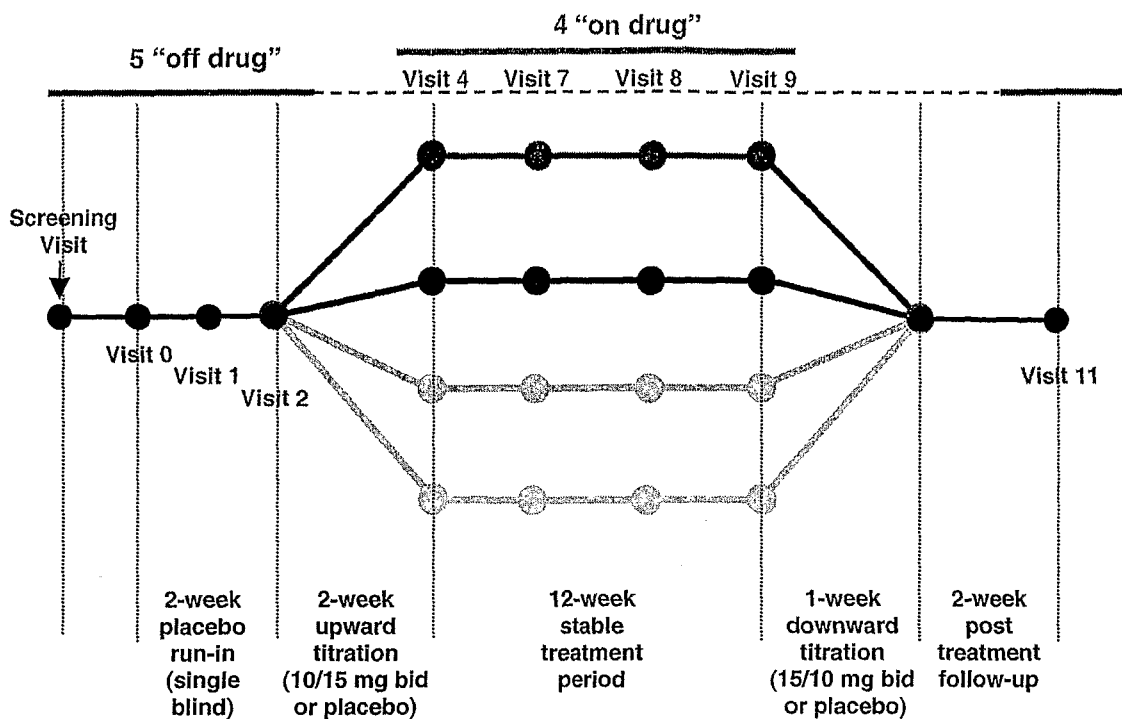 4 “on drug”
5 “off drug”
Visit 4 Visit 7 Visit 8 Visit 9
Screening
Visit
Visit 0
Visit 1
Visit 2
Visit 11
2-week
placebo
run-in
(single
blind)
2-week
upward
titration
(10/15 mg bid
or placebo)
12-week
stable
treatment
period
1-week
downward
titration
(15/10 mg bid
or placebo)
2-week
post
treatment
follow-up